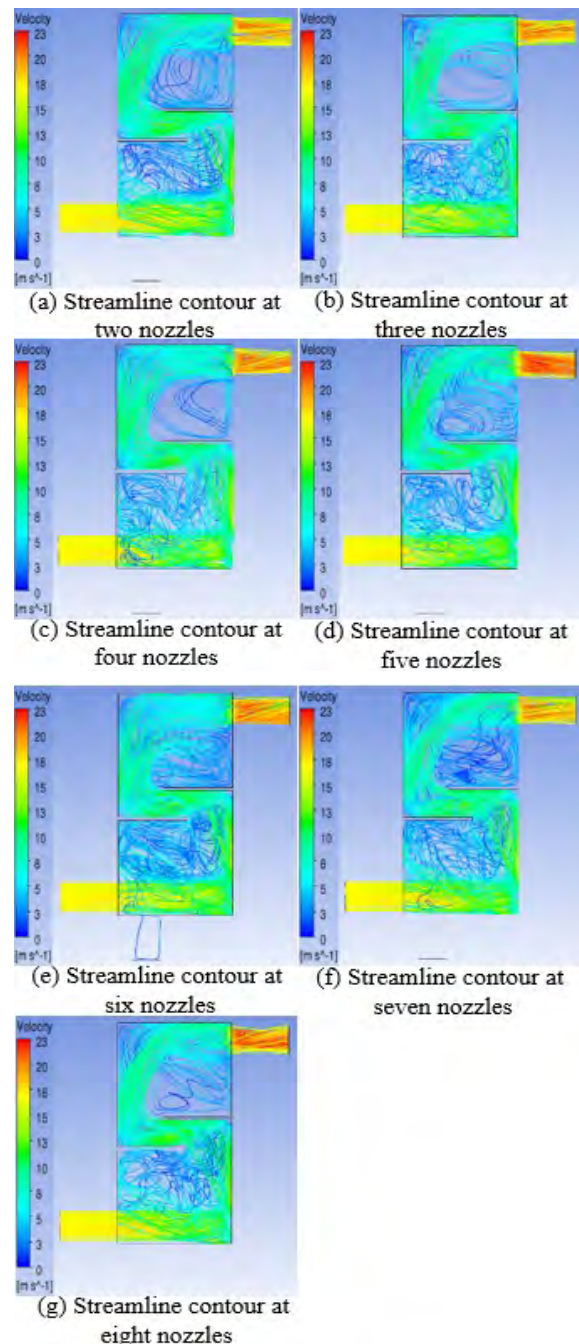 Velocity
23
20
18
15
13
10
8
5
3
0
[m s^-1]
Velocity
23
20
18
15
13
10
8
5
3
0
[m s^-1]
(a) Streamline contour at
two nozzles
(b) Streamline contour at
three nozzles
Velocity
23
20
18
15
13
10
8
5
3
0
[m s^-1]
Velocity
23
20
18
15
13
10
8
5
3
0
[m s^-1]
(c) Streamline contour at
four nozzles
(d) Streamline contour at
five nozzles
Velocity
23
20
18
15
13
10
8
5
3
0
[m s^-1]
Velocity
23
20
18
15
13
10
8
5
3
0
[m s^-1]
(e) Streamline contour at
six nozzles
(f) Streamline contour at
seven nozzles
Velocity
23
20
18
15
13
10
8
5
3
0
[m s^-1]
(g) Streamline contour at
eight nozzles